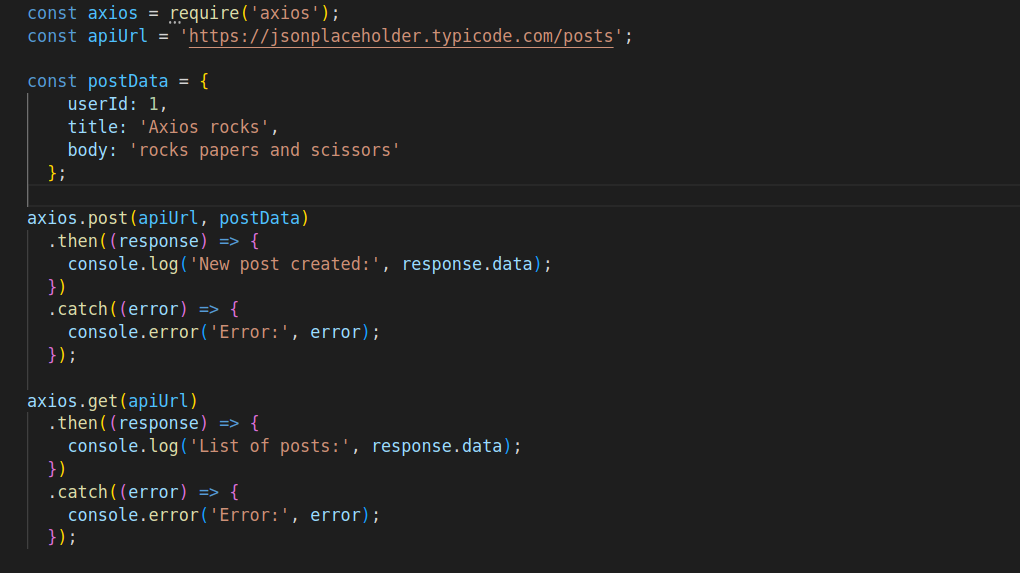 const axios = require('axios');
const apiUrl = 'https://jsonplaceholder.typicode.com/posts';
const postData = {
userId: 1,
title: 'Axios rocks',
body: 'rocks papers and scissors'
};
axios.post(apiUrl, postData)
.then((response) => {
console.log('New post created:', response.data);
})
.catch((error) => {
console.error('Error:', error);
});
axios.get(apiUrl)
.then((response) => {
console.log('List of posts:', response.data);
})
.catch((error) => {
console.error('Error:', error);
});